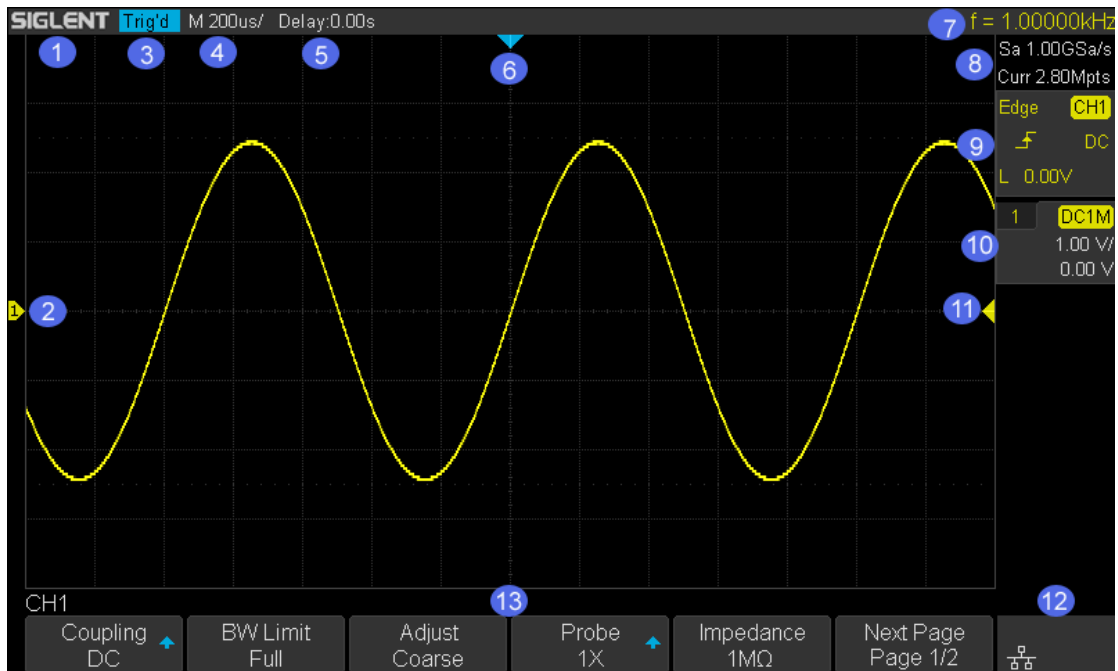 SIGLENT Trig'd M 200us/ Delay:0.00s f = 1.00000kHz
1 3 4 5 6 7
Sa 1.00GSa/s
8
Curr 2.80Mpts
Edge CH1
9 DC
L 0.00V
1 DC1M
10 1.00 V/
0.00 V
1 2 11
CH1 13 12
Coupling BW Limit Adjust Probe Impedance Next Page
DC Full Coarse 1X 1MΩ Page 1/2